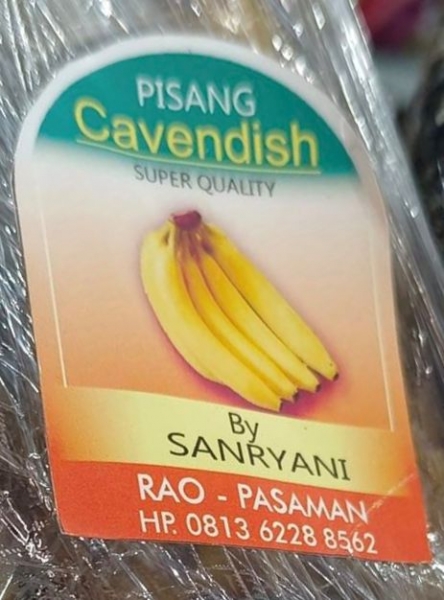 PISANG
Cavendish
SUPER QUALITY
By
SANRYANI
RAO - PASAMAN
HP. 0813 6228 8562